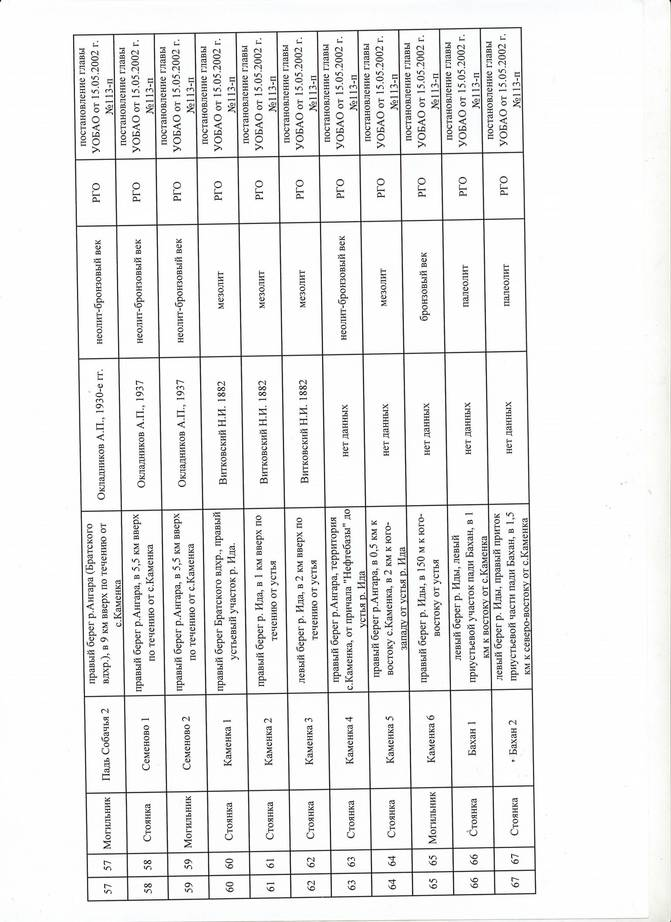 57 57 Могильник Падь Собачья 2 правый берег р.Ангара (Братского Окладников А.П., 1930-е гг. неолит-бронзовый век РГО постановление главы
вдхр.), в 9 км вверх по течению от УОБАО от 15.05.2002 г.
с.Каменка №113-п
58 58 Стоянка Семеново 1 правый берег р.Ангара, в 5,5 км вверх Окладников А.П., 1937 неолит-бронзовый век РГО постановление главы
по течению от с.Каменка УОБАО от 15.05.2002 г.
№113-п
59 59 Могильник Семеново 2 правый берег р.Ангара, в 5,5 км вверх Окладников А.П., 1937 неолит-бронзовый век РГО постановление главы
по течению от с.Каменка УОБАО от 15.05.2002 г.
№113-п
60 60 Стоянка Каменка 1 правый берег Братского вдхр., правый Витковский Н.И. 1882 мезолит РГО постановление главы
устьевый участок р. Ида. УОБАО от 15.05.2002 г.
№113-п
61 61 Стоянка Каменка 2 правый берег р. Ида, в 1 км вверх по Витковский Н.И. 1882 мезолит РГО постановление главы
течению от устья УОБАО от 15.05.2002 г.
№113-п
62 62 Стоянка Каменка 3 левый берег р. Ида, в 2 км вверх по Витковский Н.И. 1882 мезолит РГО постановление главы
течению от устья УОБАО от 15.05.2002 г.
№113-п
63 63 Стоянка Каменка 4 правый берег р.Ангара, территория нет данных неолит-бронзовый век РГО постановление главы
с.Каменка, от причала "Нефтебазы" до УОБАО от 15.05.2002 г.
устья р. Ида №113-п
64 64 Стоянка Каменка 5 правый берег р.Ангара, в 0,5 км к нет данных мезолит РГО постановление главы
востоку с.Каменка, в 2 км к юго- УОБАО от 15.05.2002 г.
западу от устья р. Ида №113-п
65 65 Могильник Каменка 6 правый берег р. Иды, в 150 м к юго- нет данных бронзовый век РГО постановление главы
востоку от устья УОБАО от 15.05.2002 г.
№113-п
66 66 Стоянка Бахан 1 левый берег р. Иды, левый нет данных палеолит РГО постановление главы
приустьевой участок пади Бахан, в 1 УОБАО от 15.05.2002 г.
км к востоку от с.Каменка №113-п
67 67 Стоянка Бахан 2 левый берег р. Иды, правый приток нет данных палеолит РГО постановление главы
приустьевой части пади Бахан, в 1,5 УОБАО от 15.05.2002 г.
км к северо-востоку от с.Каменка №113-п